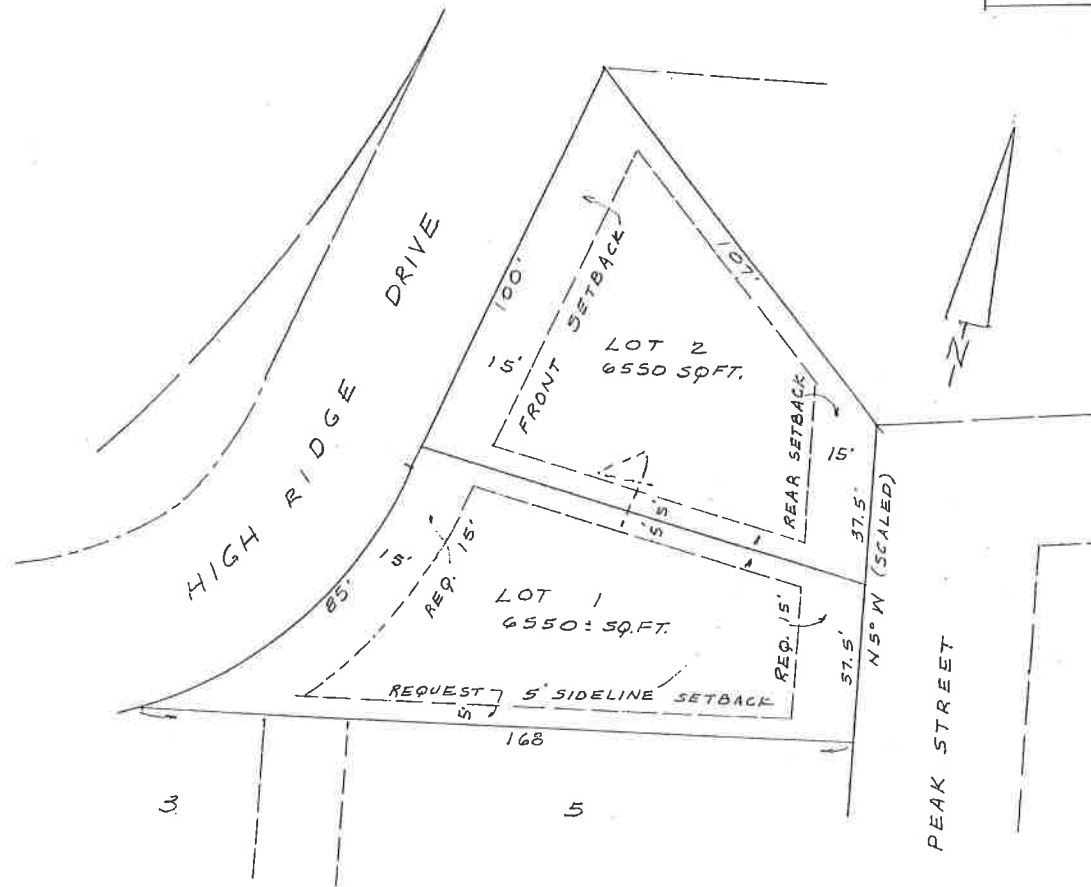 HIGH RIDGE DRIVE
100'
107'
15'
FRONT SETBACK
LOT 2
6550 SQFT.
REAR SETBACK
15'
37.5'
5'
5'
N5°W (SCALED)
-N-
15'
85'
REQ. 15'
LOT 1
6550± SQ.FT.
REQ. 15'
37.5'
REQUEST 5' SIDELINE SETBACK
5'
168
PEAK STREET
3
5